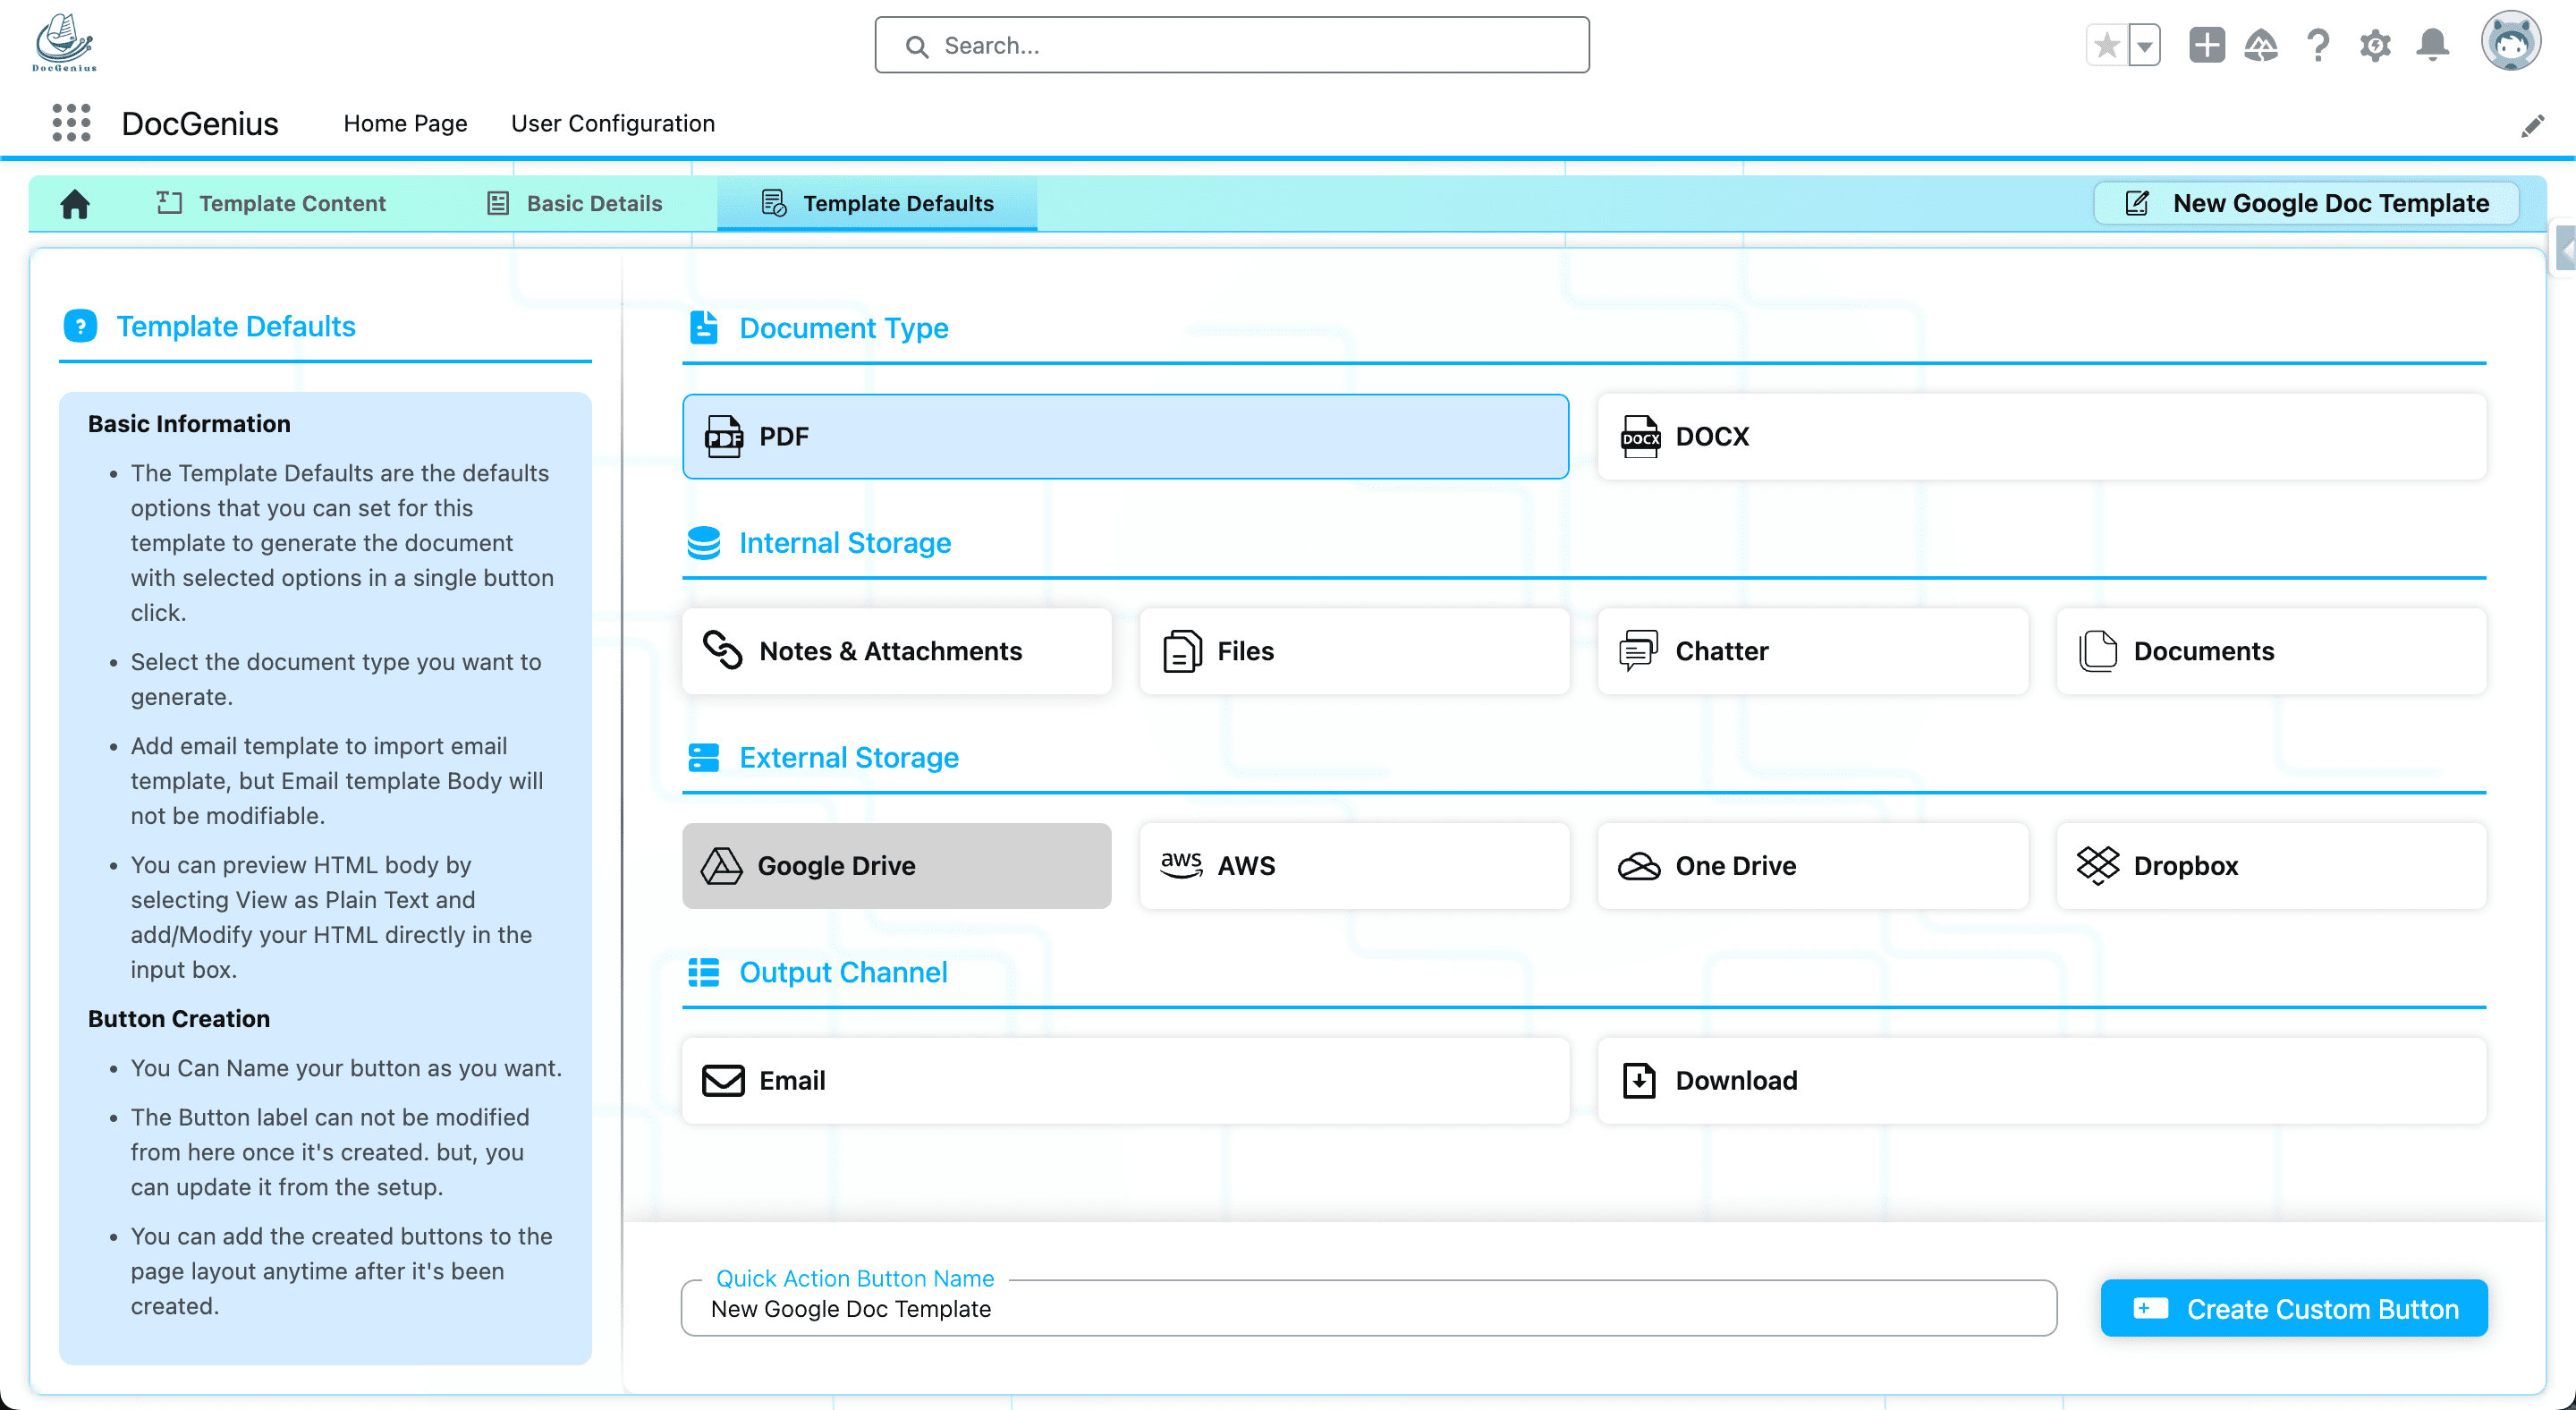 DocGenius
Search...
DocGenius
Home Page
User Configuration
Template Content
Basic Details
Template Defaults
New Google Doc Template
Template Defaults
Basic Information
• The Template Defaults are the defaults
options that you can set for this
template to generate the document
with selected options in a single button
click.
• Select the document type you want to
generate.
• Add email template to import email
template, but Email template Body will
not be modifiable.
• You can preview HTML body by
selecting View as Plain Text and
add/Modify your HTML directly in the
input box.
Button Creation
• You Can Name your button as you want.
• The Button label can not be modified
from here once it's created. but, you
can update it from the setup.
• You can add the created buttons to the
page layout anytime after it's been
created.
Document Type
PDF
PDF
DOCX
DOCX
Internal Storage
Notes & Attachments
Files
Chatter
Documents
External Storage
Google Drive
aws
AWS
One Drive
Dropbox
Output Channel
Email
Download
Quick Action Button Name
New Google Doc Template
Create Custom Button